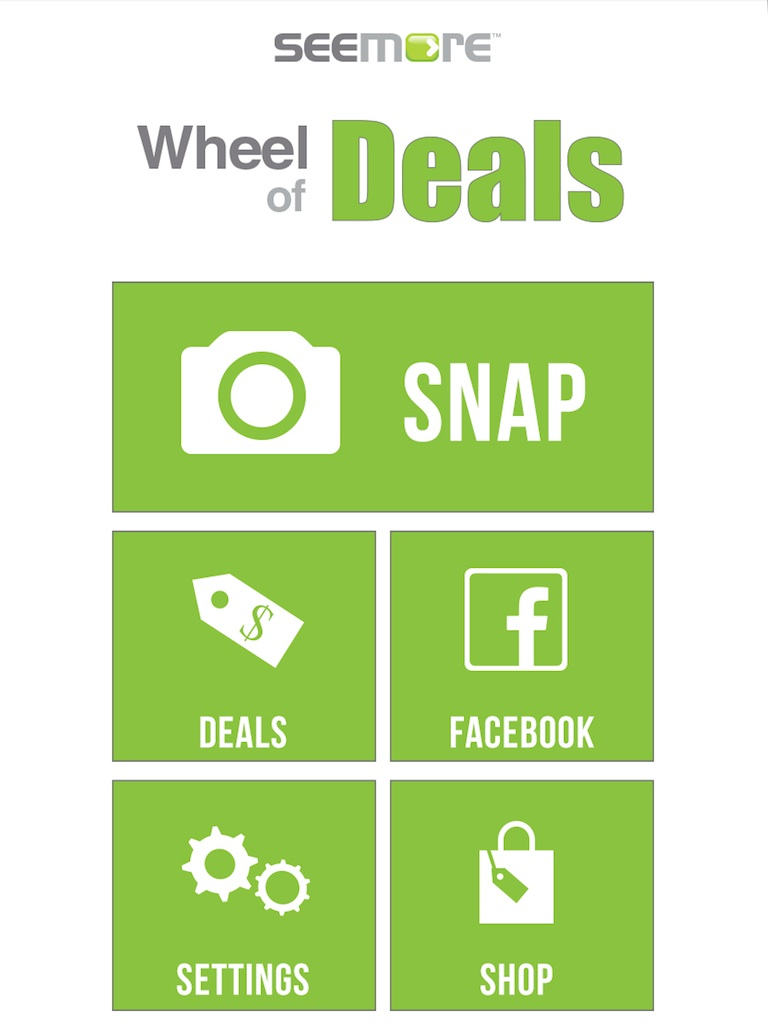 seemore™
Wheel
of
Deals
SNAP
$
DEALS
f
FACEBOOK
SETTINGS
SHOP